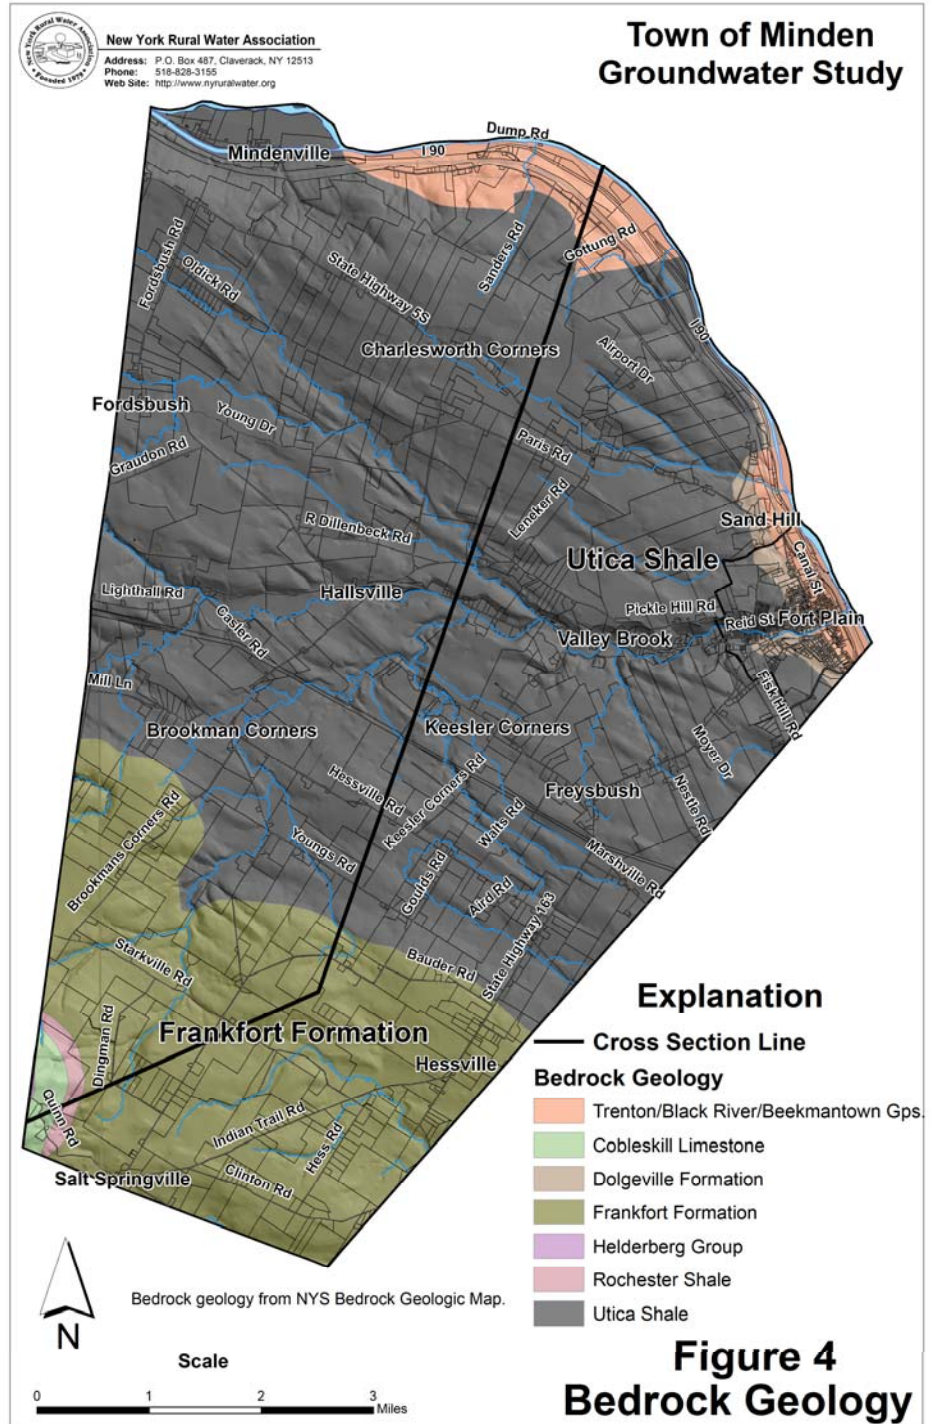 New York Rural Water Association
Founded 1979
New York Rural Water Association
Address: P.O. Box 487, Claverack, NY 12513
Phone: 518-828-3155
Web Site: http://www.nyruralwater.org
Town of Minden
Groundwater Study
Dump Rd
I 90
Mindenville
Sanders Rd
Gottung Rd
Fordsbush Rd
Oldick Rd
State Highway 5S
I 90
Charlesworth Corners
Airport Dr
Fordsbush
Young Dr
Graudon Rd
Paris Rd
Leneker Rd
R Dillenbeck Rd
Sand Hill
Utica Shale
Canal St
Lighthall Rd
Hallsville
Pickle Hill Rd
Reid St
Fort Plain
Caster Rd
Valley Brook
Mill Ln
Fisk Hill Rd
Brookman Corners
Keesler Corners
Moyer Dr
Hessville Rd
Keesler Corners Rd
Freysbush
Nestle Rd
Brookmans Corners Rd
Youngs Rd
Walts Rd
Marshville Rd
Goulds Rd
Aird Rd
State Highway 163
Starkville Rd
Bauder Rd
Dingman Rd
Frankfort Formation
Hessville
Quinn Rd
Indian Trail Rd
Hess Rd
Salt Springville
Clinton Rd
Explanation
Cross Section Line
Bedrock Geology
Trenton/Black River/Beekmantown Gps.
Cobleskill Limestone
Dolgeville Formation
Frankfort Formation
Helderberg Group
Rochester Shale
Utica Shale
N
Bedrock geology from NYS Bedrock Geologic Map.
Scale
0 1 2 3
Miles
Figure 4
Bedrock Geology